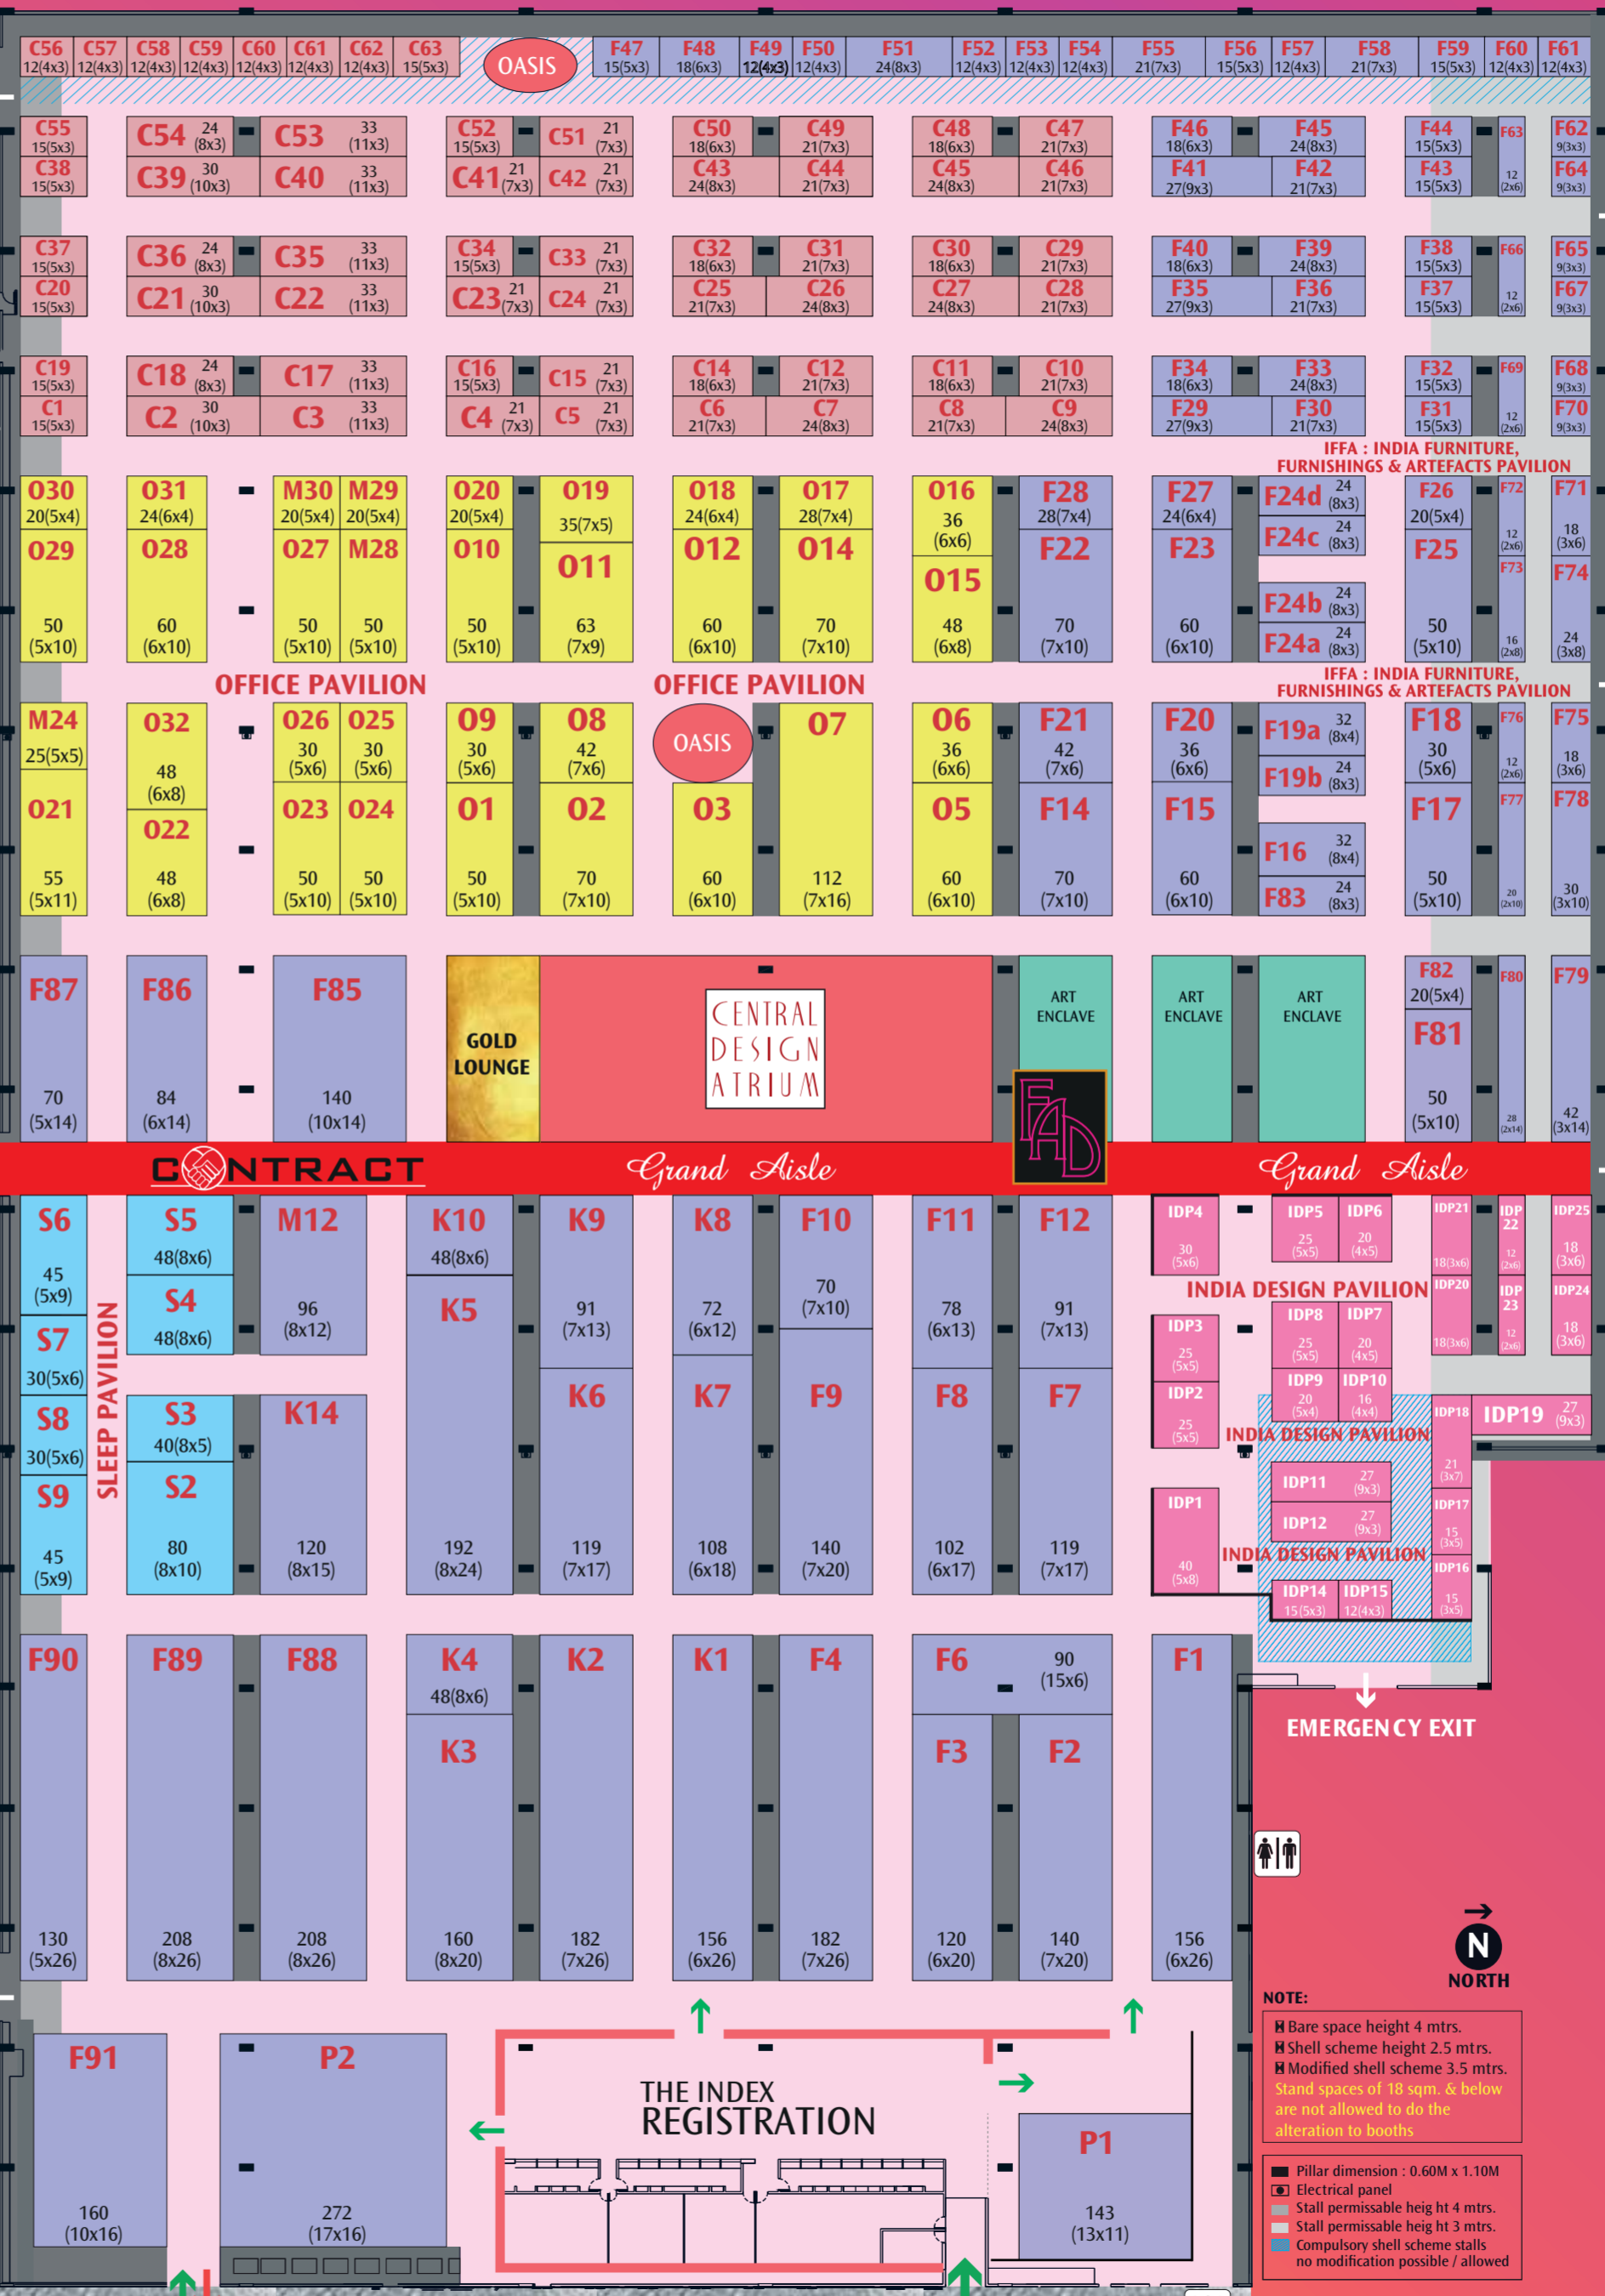 C56 C57 C58 C59 C60 C61 C62 C63 OASIS F47 F48 F49 F50 F51 F52 F53 F54 F55 F56 F57 F58 F59 F60 F61
12(4x3) 12(4x3) 12(4x3) 12(4x3) 12(4x3) 12(4x3) 12(4x3) 15(5x3) 15(5x3) 18(6x3) 12(4x3) 12(4x3) 24(8x3) 12(4x3) 12(4x3) 12(4x3) 21(7x3) 15(5x3) 12(4x3) 21(7x3) 15(5x3) 12(4x3) 12(4x3)
C55 15(5x3) C54 24 (8x3) C53 33 (11x3) C52 15(5x3) C51 21 (7x3) C50 18(6x3) C49 21(7x3) C48 18(6x3) C47 21(7x3) F46 18(6x3) F45 24(8x3) F44 15(5x3) F63 12 (2x6) F62 9(3x3)
C38 15(5x3) C39 30 (10x3) C40 33 (11x3) C41 21 (7x3) C42 21 (7x3) C43 24(8x3) C44 21(7x3) C45 24(8x3) C46 21(7x3) F41 27(9x3) F42 21(7x3) F43 15(5x3) F64 9(3x3)
C37 15(5x3) C36 24 (8x3) C35 33 (11x3) C34 15(5x3) C33 21 (7x3) C32 18(6x3) C31 21(7x3) C30 18(6x3) C29 21(7x3) F40 18(6x3) F39 24(8x3) F38 15(5x3) F66 12 (2x6) F65 9(3x3)
C20 15(5x3) C21 30 (10x3) C22 33 (11x3) C23 21 (7x3) C24 21 (7x3) C25 21(7x3) C26 24(8x3) C27 24(8x3) C28 21(7x3) F35 27(9x3) F36 21(7x3) F37 15(5x3) F67 9(3x3)
C19 15(5x3) C18 24 (8x3) C17 33 (11x3) C16 15(5x3) C15 21 (7x3) C14 18(6x3) C12 21(7x3) C11 18(6x3) C10 21(7x3) F34 18(6x3) F33 24(8x3) F32 15(5x3) F69 12 (2x6) F68 9(3x3)
C1 15(5x3) C2 30 (10x3) C3 33 (11x3) C4 21 (7x3) C5 21 (7x3) C6 21(7x3) C7 24(8x3) C8 21(7x3) C9 24(8x3) F29 27(9x3) F30 21(7x3) F31 15(5x3) F70 9(3x3)
IFFA : INDIA FURNITURE,
FURNISHINGS & ARTEFACTS PAVILION
O30 20(5x4) O31 24(6x4) M30 20(5x4) M29 20(5x4) O20 20(5x4) O19 35(7x5) O18 24(6x4) O17 28(7x4) O16 36 (6x6) F28 28(7x4) F27 24(6x4) F24d 24 (8x3) F26 20(5x4) F72 12 (2x6) F71 18 (3x6)
F24c 24 (8x3)
O29 50 (5x10) O28 60 (6x10) O27 50 (5x10) M28 50 (5x10) O10 50 (5x10) O11 63 (7x9) O12 60 (6x10) O14 70 (7x10) O15 48 (6x8) F22 70 (7x10) F23 60 (6x10) F24b 24 (8x3) F25 50 (5x10) F73 16 (2x8) F74 24 (3x8)
F24a 24 (8x3)
OFFICE PAVILION OFFICE PAVILION
IFFA : INDIA FURNITURE,
FURNISHINGS & ARTEFACTS PAVILION
M24 25(5x5) O32 48 (6x8) O26 30 (5x6) O25 30 (5x6) O9 30 (5x6) O8 42 (7x6) OASIS O7 112 (7x16) O6 36 (6x6) F21 42 (7x6) F20 36 (6x6) F19a 32 (8x4) F18 30 (5x6) F76 12 (2x6) F75 18 (3x6)
F19b 24 (8x3)
O21 55 (5x11) O22 48 (6x8) O23 50 (5x10) O24 50 (5x10) O1 50 (5x10) O2 70 (7x10) O3 60 (6x10) O5 60 (6x10) F14 70 (7x10) F15 60 (6x10) F16 32 (8x4) F17 50 (5x10) F77 20 (2x10) F78 30 (3x10)
F83 24 (8x3)
F87 70 (5x14) F86 84 (6x14) F85 140 (10x14)
GOLD
LOUNGE
CENTRAL
DESIGN
ATRIUM
ART
ENCLAVE
ART
ENCLAVE
ART
ENCLAVE
F82 20(5x4) F80 28 (2x14) F79 42 (3x14)
F81 50 (5x10)
FAD
CONTRACT Grand Aisle Grand Aisle
S6 45 (5x9) S5 48(8x6) M12 96 (8x12) K10 48(8x6) K9 91 (7x13) K8 72 (6x12) F10 70 (7x10) F11 78 (6x13) F12 91 (7x13) IDP4 30 (5x6) IDP5 25 (5x5) IDP6 20 (4x5) IDP21 18(3x6) IDP 22 12 (2x6) IDP25 18 (3x6)
INDIA DESIGN PAVILION
S7 30(5x6) S4 48(8x6) K5 192 (8x24) IDP3 25 (5x5) IDP8 25 (5x5) IDP7 20 (4x5) IDP20 18(3x6) IDP 23 12 (2x6) IDP24 18 (3x6)
SLEEP PAVILION
S8 30(5x6) S3 40(8x5) K14 120 (8x15) K6 119 (7x17) K7 108 (6x18) F9 140 (7x20) F8 102 (6x17) F7 119 (7x17) IDP2 25 (5x5) IDP9 20 (5x4) IDP10 16 (4x4) IDP18 21 (3x7) IDP19 27 (9x3)
INDIA DESIGN PAVILION
S9 45 (5x9) S2 80 (8x10) IDP1 40 (5x8) IDP11 27 (9x3) IDP17 15 (3x5)
IDP12 27 (9x3)
INDIA DESIGN PAVILION
IDP14 15(5x3) IDP15 12(4x3) IDP16 15 (3x5)
F90 130 (5x26) F89 208 (8x26) F88 208 (8x26) K4 48(8x6) K2 182 (7x26) K1 156 (6x26) F4 182 (7x26) F6 90 (15x6) F1 156 (6x26)
K3 160 (8x20) F3 120 (6x20) F2 140 (7x20)
EMERGENCY EXIT
N
NORTH
F91 160 (10x16) P2 272 (17x16)
THE INDEX
REGISTRATION
P1 143 (13x11)
NOTE:
Bare space height 4 mtrs.
Shell scheme height 2.5 mtrs.
Modified shell scheme 3.5 mtrs.
Stand spaces of 18 sqm. & below
are not allowed to do the
alteration to booths
Pillar dimension : 0.60M x 1.10M
Electrical panel
Stall permissable heig ht 4 mtrs.
Stall permissable heig ht 3 mtrs.
Compulsory shell scheme stalls
no modification possible / allowed